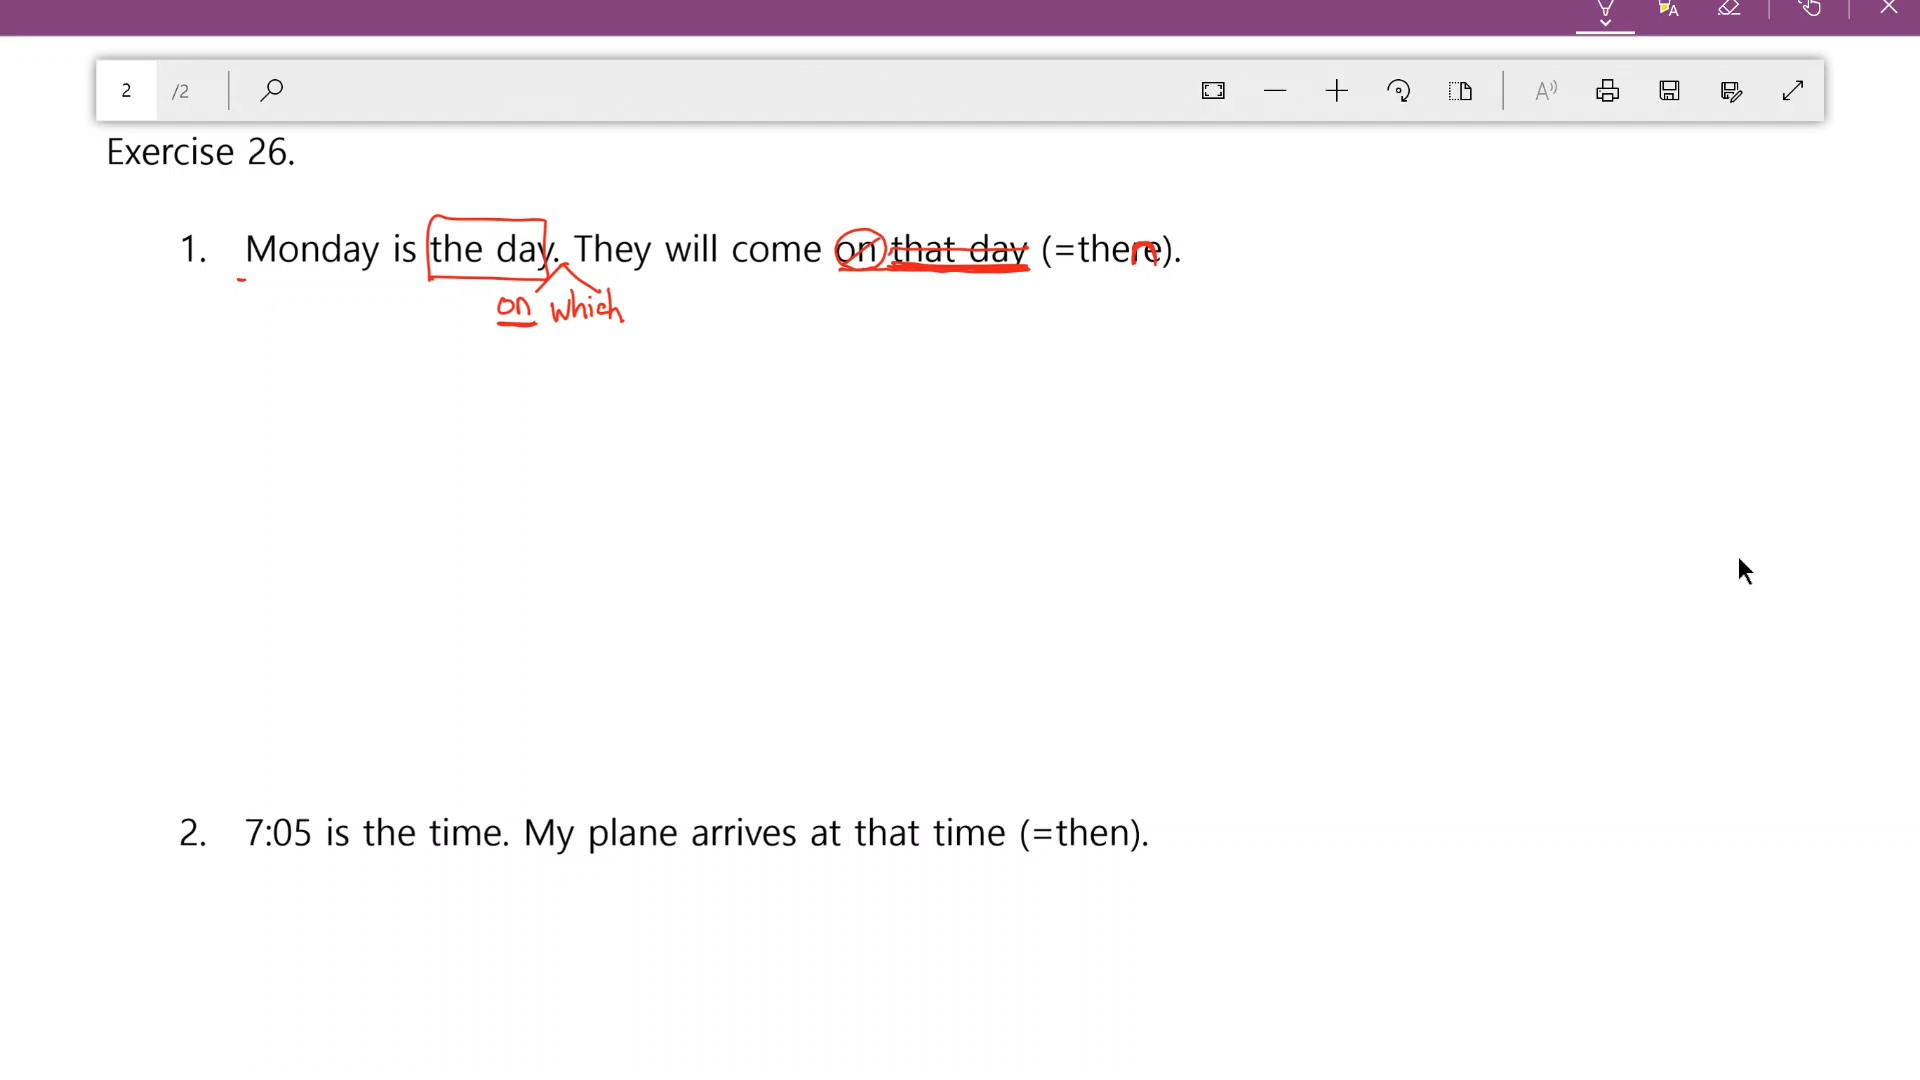 2 /2
Exercise 26.
1. Monday is the day. They will come on that day (=then).
on which
2. 7:05 is the time. My plane arrives at that time (=then).